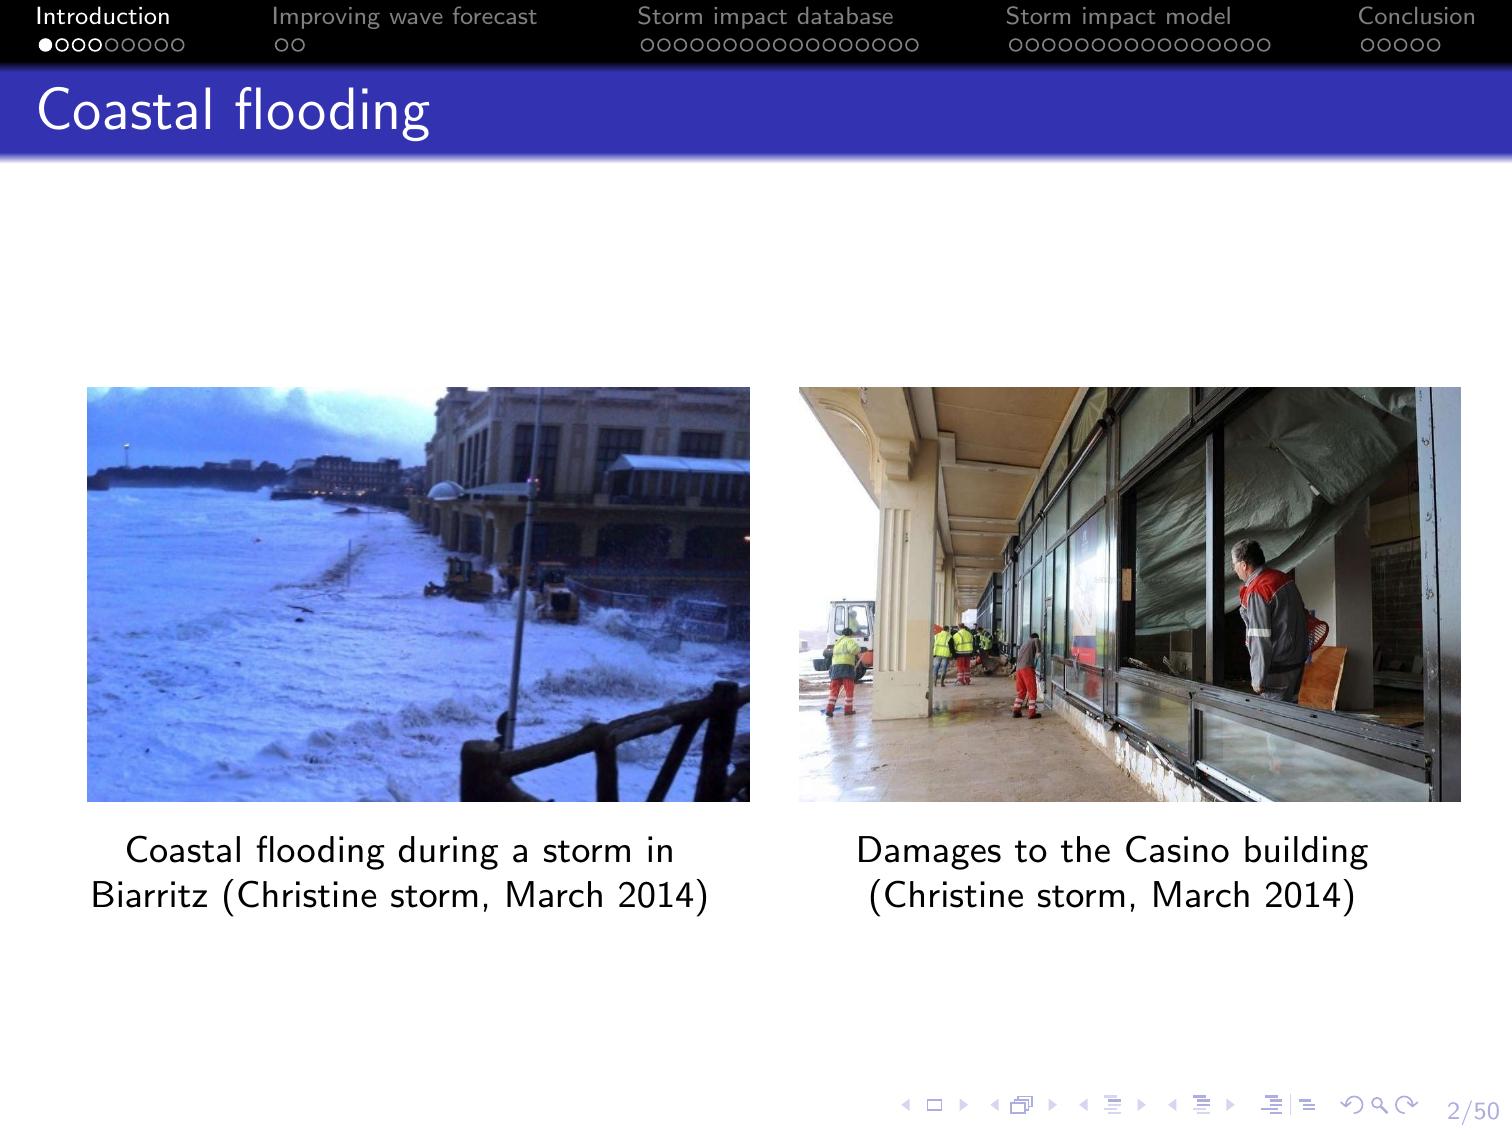 Introduction
Improving wave forecast
Storm impact database
Storm impact model
Conclusion
Coastal flooding
Coastal flooding during a storm in
Biarritz (Christine storm, March 2014)
Damages to the Casino building
(Christine storm, March 2014)
2/50